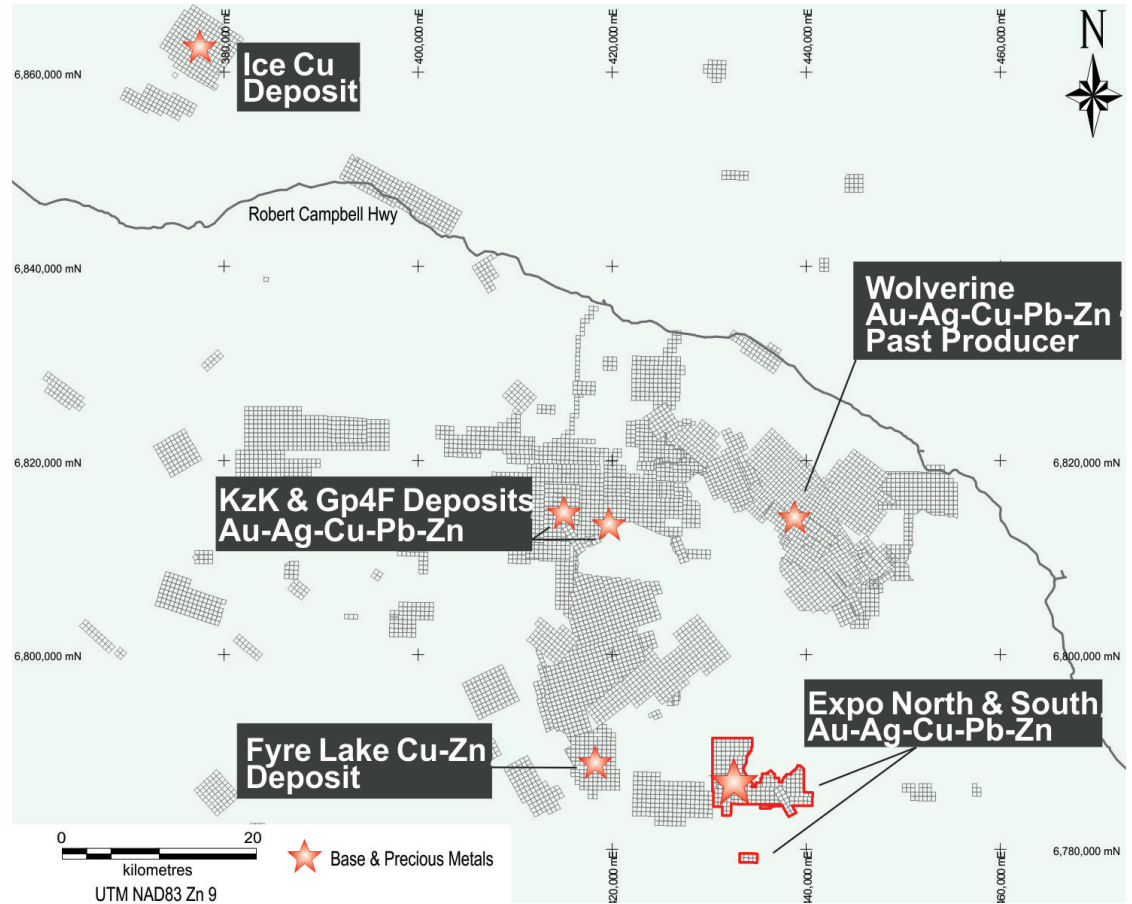 380,000 mE
400,000 mE
420,000 mE
440,000 mE
460,000 mE
N
6,860,000 mN
Ice Cu
Deposit
Robert Campbell Hwy
6,840,000 mN
6,840,000 mN
Wolverine
Au-Ag-Cu-Pb-Zn
Past Producer
6,820,000 mN
6,820,000 mN
KzK & Gp4F Deposits
Au-Ag-Cu-Pb-Zn
6,800,000 mN
6,800,000 mN
Expo North & South
Au-Ag-Cu-Pb-Zn
Fyre Lake Cu-Zn
Deposit
0 20
kilometres
UTM NAD83 Zn 9
Base & Precious Metals
6,780,000 mN
420,000 mE
440,000 mE
460,000 mE